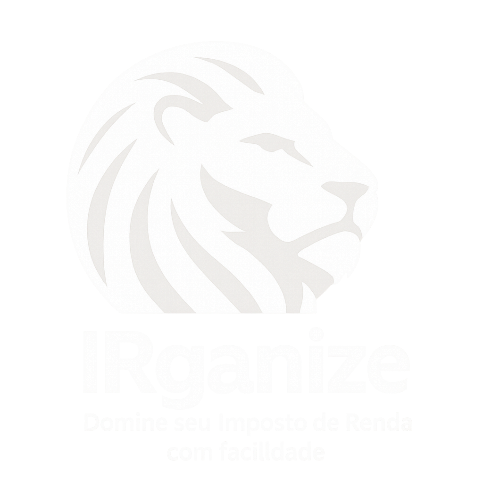 IRganize
Domine seu Imposto de Renda
com facilidade